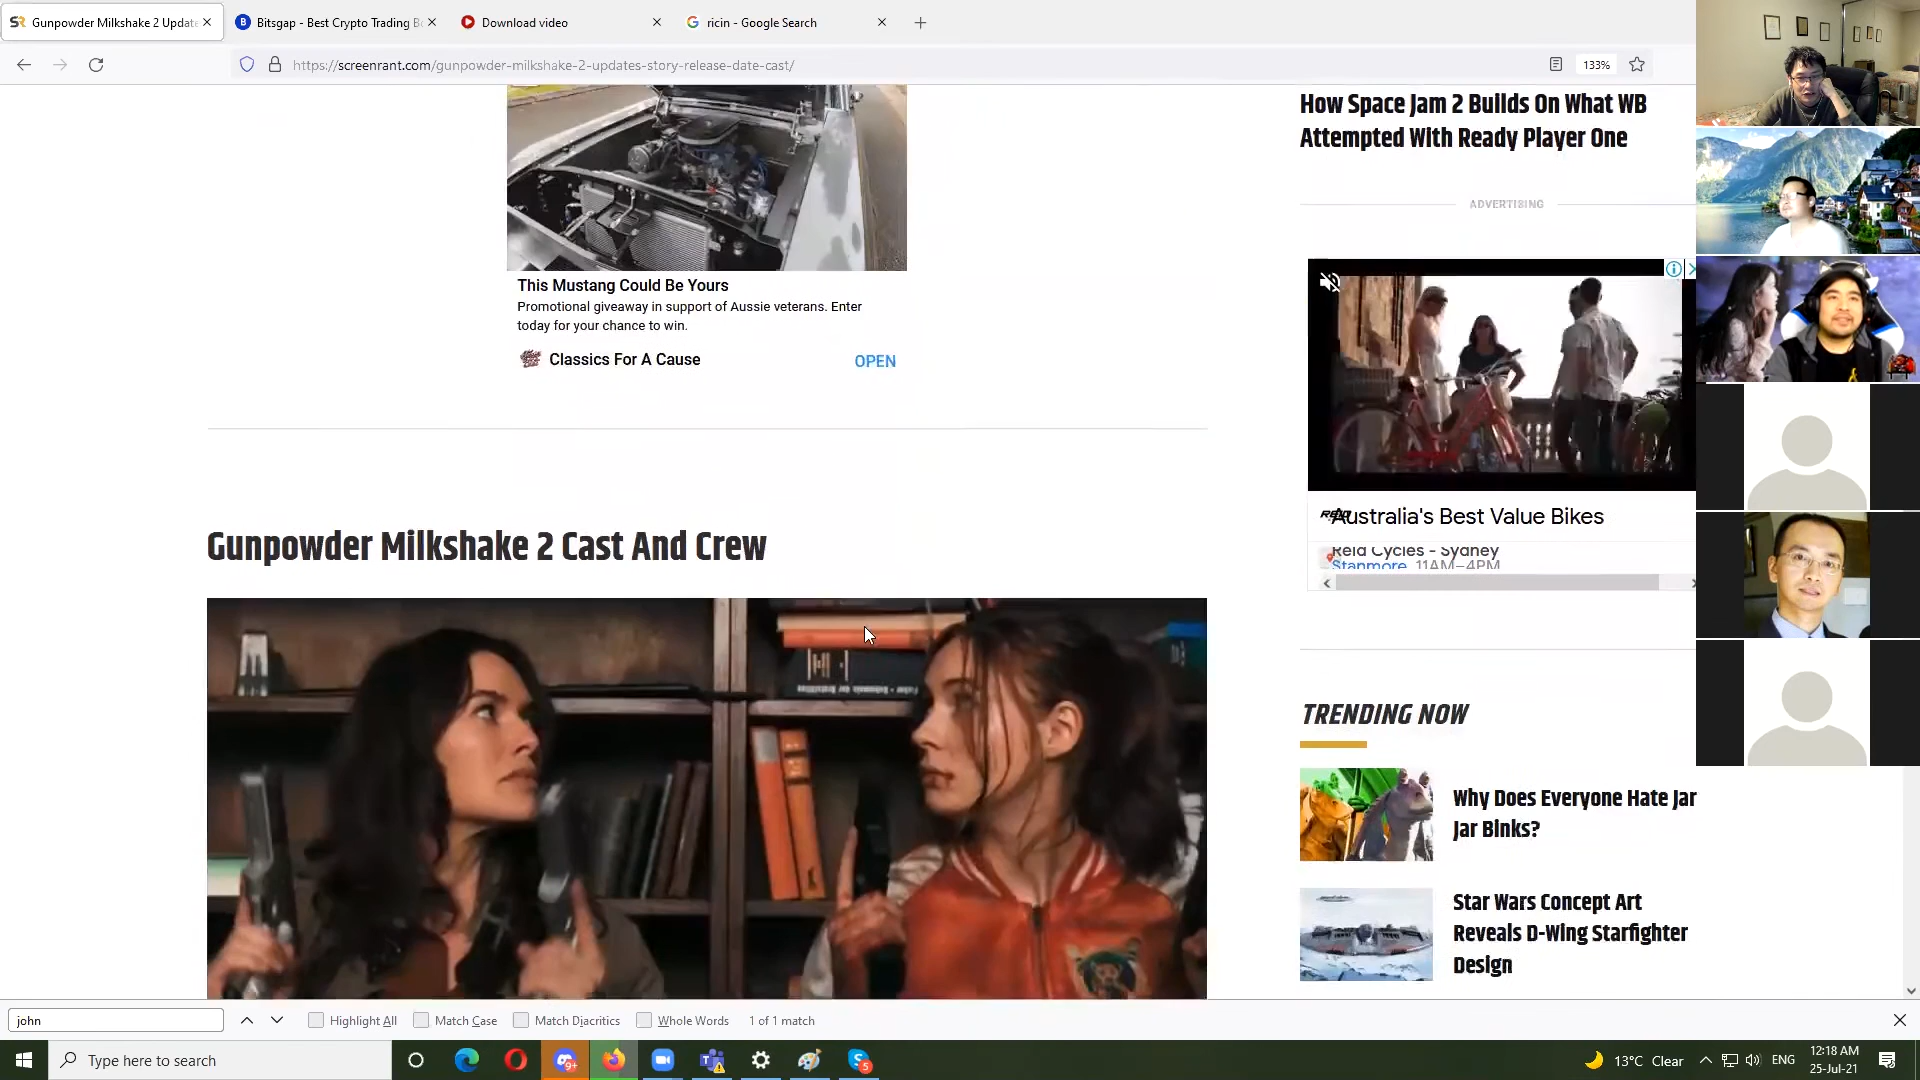 Gunpowder Milkshake 2 Update
Bitsgap - Best Crypto Trading B
Download video
ricin - Google Search
https://screenrant.com/gunpowder-milkshake-2-updates-story-release-date-cast/
133%
How Space Jam 2 Builds On What WB
Attempted With Ready Player One
ADVERTISING
This Mustang Could Be Yours
Promotional giveaway in support of Aussie veterans. Enter
today for your chance to win.
Classics For A Cause
OPEN
Australia's Best Value Bikes
Reid Cycles - Sydney
Stanmore 11AM–4PM
Gunpowder Milkshake 2 Cast And Crew
TRENDING NOW
Why Does Everyone Hate Jar
Jar Binks?
Star Wars Concept Art
Reveals D-Wing Starfighter
Design
john
Highlight All
Match Case
Match Diacritics
Whole Words
1 of 1 match
Type here to search
9+
5
13°C Clear
ENG
12:18 AM
25-Jul-21